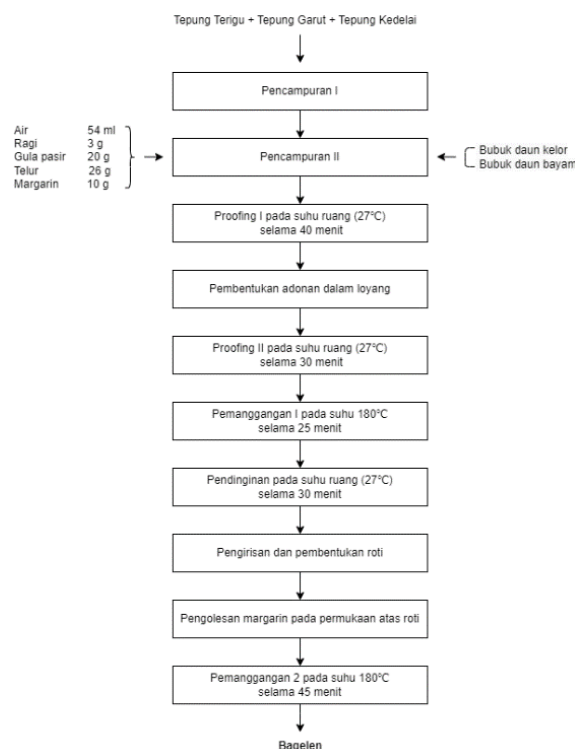 Tepung Terigu + Tepung Garut + Tepung Kedelai
Pencampuran I
Air 54 ml
Ragi 3 g
Gula pasir 20 g
Telur 26 g
Margarin 10 g
Pencampuran II
Bubuk daun kelor
Bubuk daun bayam
Proofing I pada suhu ruang (27°C)
selama 40 menit
Pembentukan adonan dalam loyang
Proofing II pada suhu ruang (27°C)
selama 30 menit
Pemanggangan I pada suhu 180°C
selama 25 menit
Pendinginan pada suhu ruang (27°C)
selama 30 menit
Pengirisan dan pembentukan roti
Pengolesan margarin pada permukaan atas roti
Pemanggangan 2 pada suhu 180°C
selama 45 menit
Bagelen